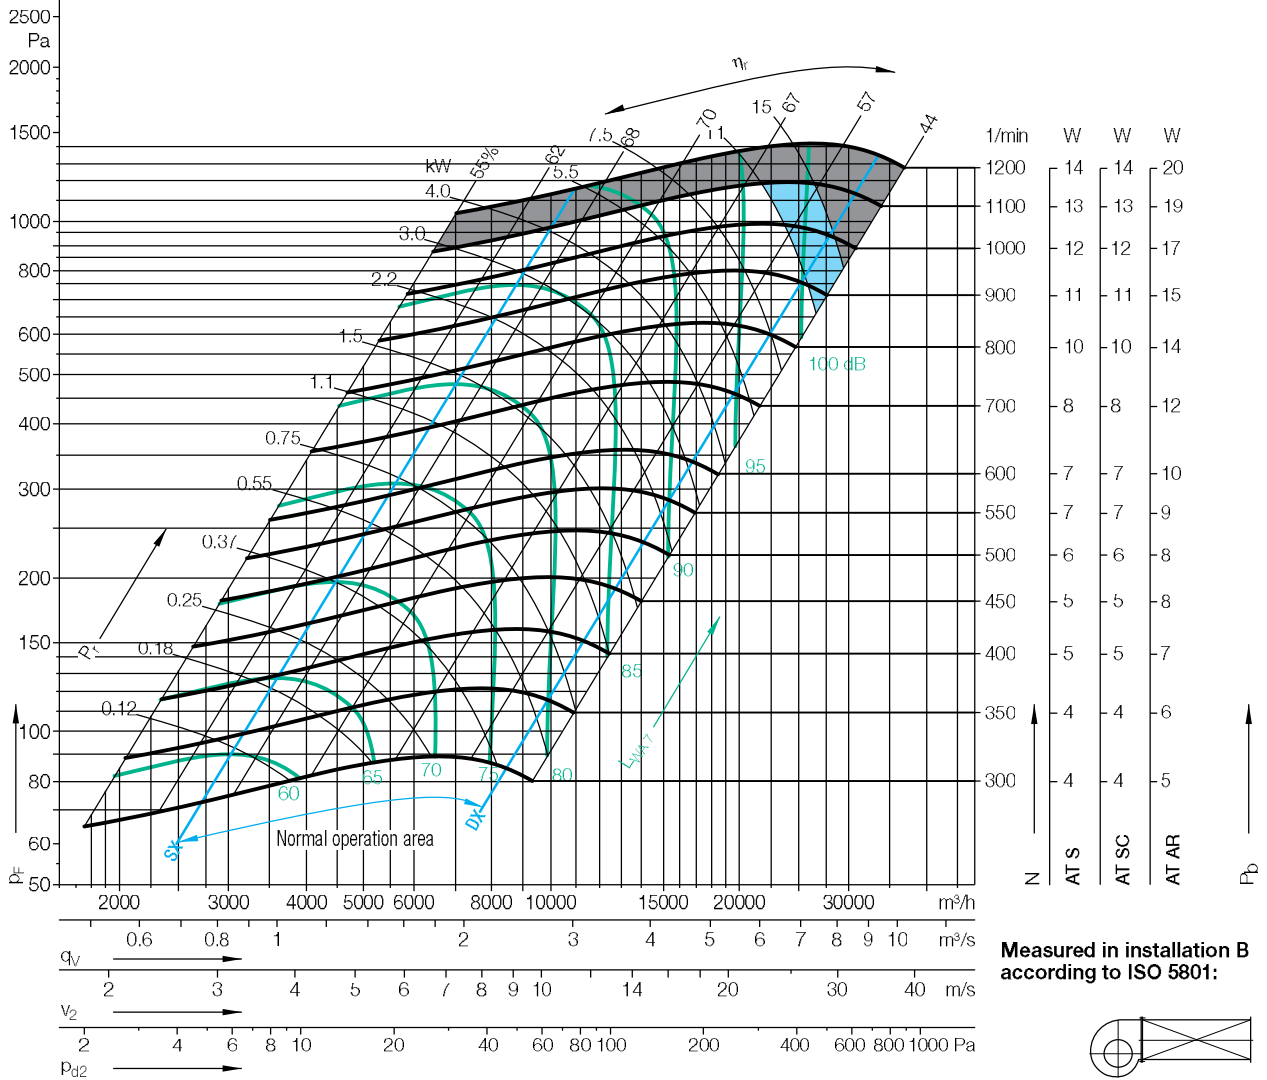 2500
Pa
2000
1500
1000
800
600
500
400
300
200
150
100
80
60
50
pF
Pr
ηr
kW
55%
62
68
70
67
57
44
15
11
7.5
5.5
4.0
3.0
2.2
1.5
1.1
0.75
0.55
0.37
0.25
0.18
0.12
100 dB
95
90
85
80
75
70
65
60
LWA7
SX
DX
Normal operation area
1/min W W W
1200 14 14 20
1100 13 13 19
1000 12 12 17
900 11 11 15
800 10 10 14
700 8 8 12
600 7 7 10
550 7 7 9
500 6 6 8
450 5 5 8
400 5 5 7
350 4 4 6
300 4 4 5
N AT S AT SC AT AR Pb
2000 3000 4000 5000 6000 8000 10000 15000 20000 30000 m³/h
0.6 0.8 1 2 3 4 5 6 7 8 9 10 m³/s
qV
2 3 4 5 6 7 8 9 10 14 20 30 40 m/s
v2
2 4 6 8 10 20 40 60 80 100 200 400 600 800 1000 Pa
pd2
Measured in installation B
according to ISO 5801: